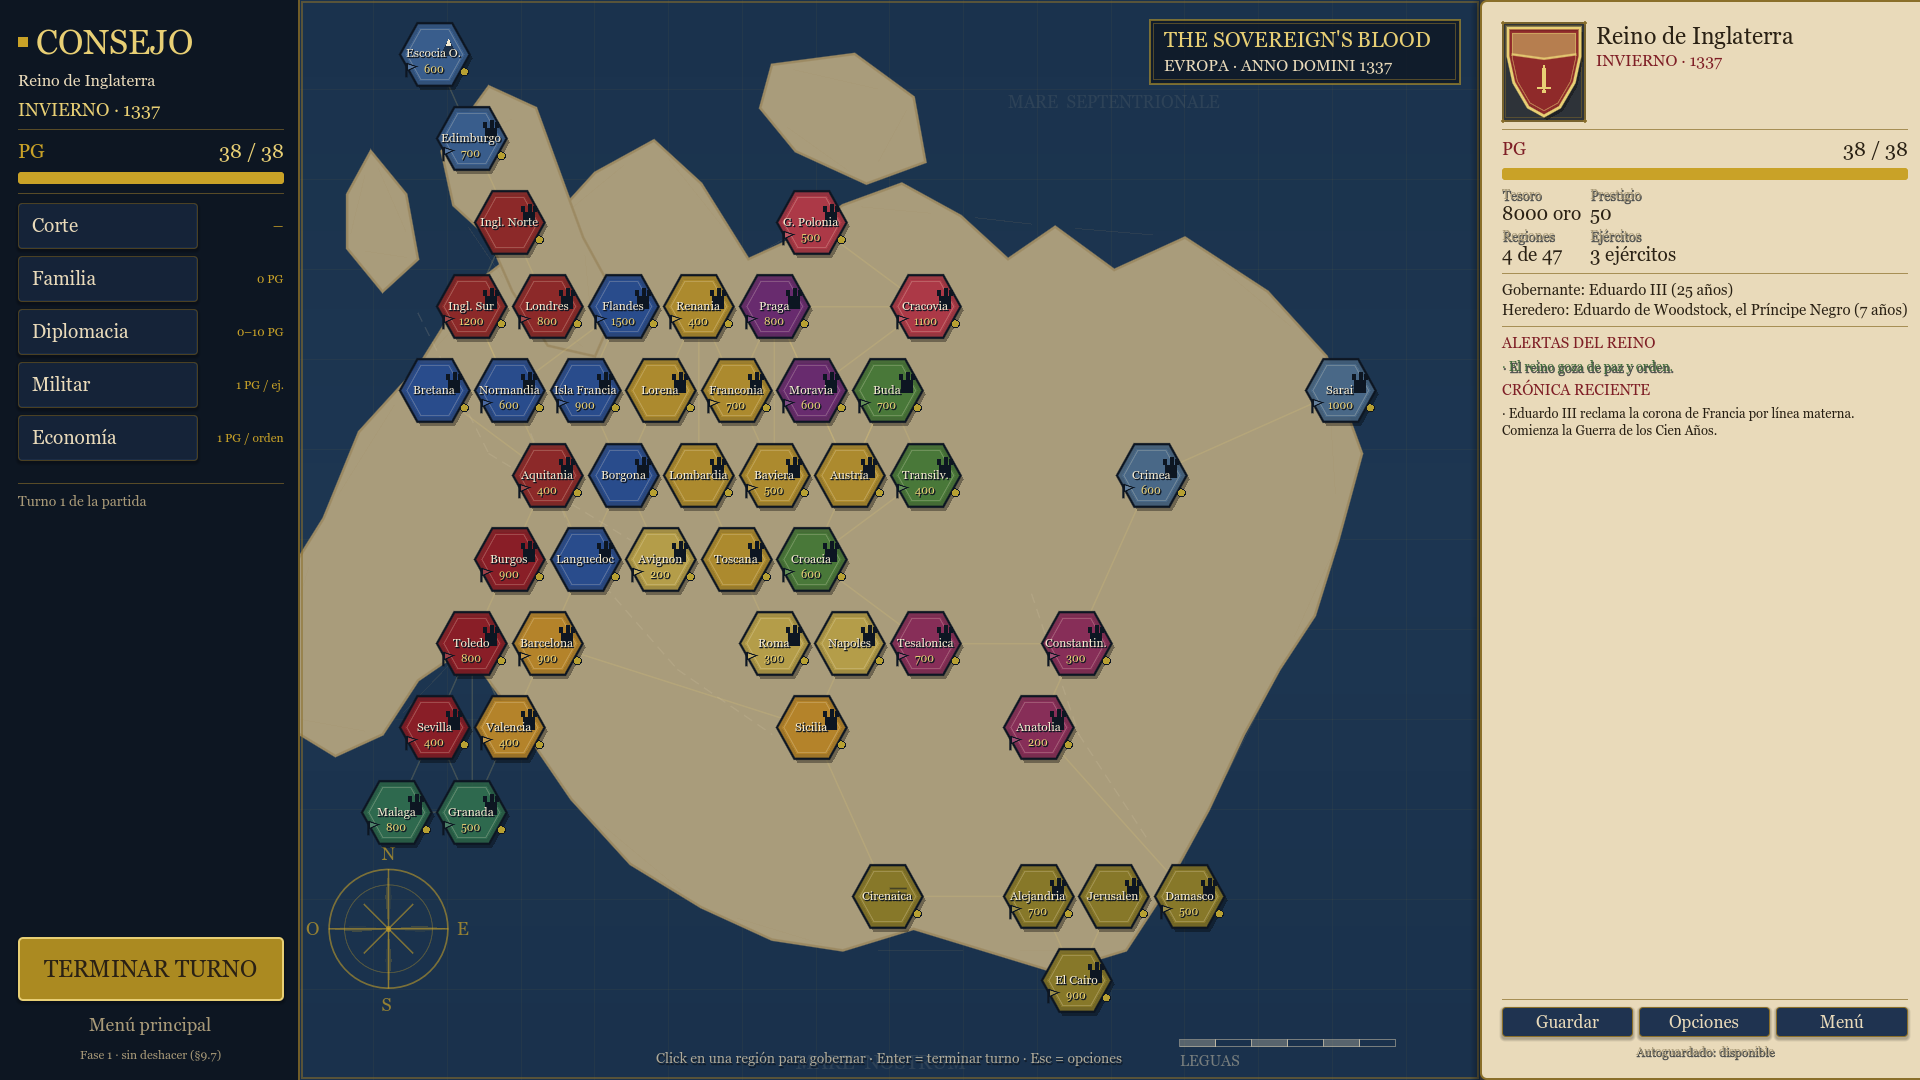 CONSEJO
Reino de Inglaterra
INVIERNO · 1337
PG 38 / 38
Corte –
Familia 0 PG
Diplomacia 0–10 PG
Militar 1 PG / ej.
Economía 1 PG / orden
Turno 1 de la partida
TERMINAR TURNO
Menú principal
Fase 1 · sin deshacer (§9.7)
THE SOVEREIGN'S BLOOD
EVROPA · ANNO DOMINI 1337
MARE SEPTENTRIONALE
Escocia O.
600
Edimburgo
700
Ingl. Norte
G. Polonia
500
Ingl. Sur
1200
Londres
800
Flandes
1500
Renania
400
Praga
800
Cracovia
1100
Bretana
Normandia
600
Isla Francia
900
Lorena
Franconia
700
Moravia
600
Buda
700
Sarai
1000
Aquitania
400
Borgona
Lombardia
Baviera
500
Austria
Transilv.
400
Crimea
600
Burgos
900
Languedoc
Avignon
200
Toscana
Croacia
600
Toledo
800
Barcelona
900
Roma
300
Napoles
Tesalonica
700
Constantin.
300
Sevilla
400
Valencia
400
Sicilia
Anatolia
200
Malaga
800
Granada
500
N
O
E
S
Cirenaica
Alejandria
700
Jerusalen
Damasco
500
El Cairo
900
Click en una región para gobernar · Enter = terminar turno · Esc = opciones
MARE NOSTRUM
LEGUAS
Reino de Inglaterra
INVIERNO · 1337
PG 38 / 38
Tesoro Prestigio
8000 oro 50
Regiones Ejércitos
4 de 47 3 ejércitos
Gobernante: Eduardo III (25 años)
Heredero: Eduardo de Woodstock, el Príncipe Negro (7 años)
ALERTAS DEL REINO
· El reino goza de paz y orden.
CRÓNICA RECIENTE
· Eduardo III reclama la corona de Francia por línea materna.
Comienza la Guerra de los Cien Años.
Guardar Opciones Menú
Autoguardado: disponible